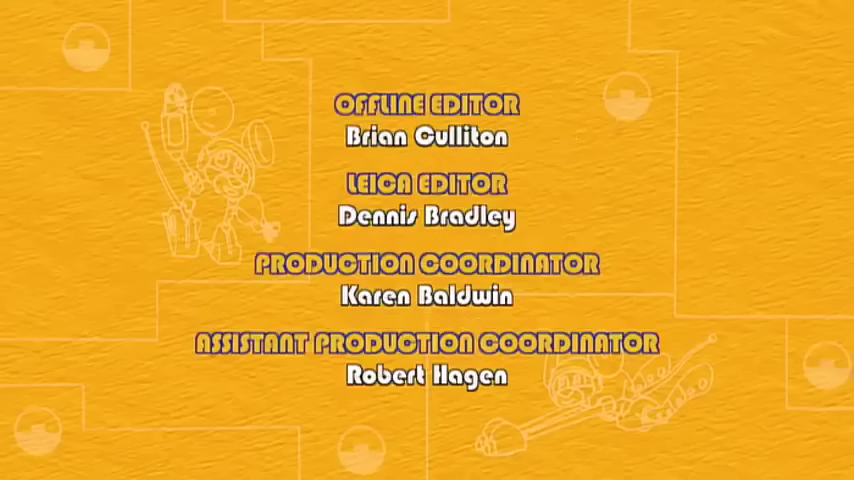 OFFLINE EDITOR
Brian Culliton
LEICA EDITOR
Dennis Bradley
PRODUCTION COORDINATOR
Karen Baldwin
ASSISTANT PRODUCTION COORDINATOR
Robert Hagen